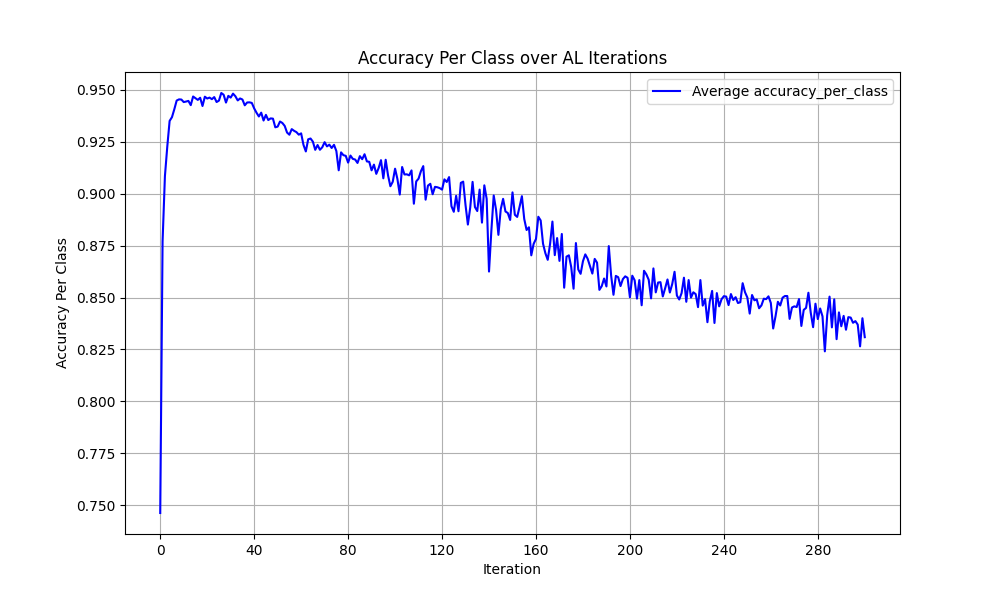 Accuracy Per Class over AL Iterations
Average accuracy_per_class
Accuracy Per Class
0.950
0.925
0.900
0.875
0.850
0.825
0.800
0.775
0.750
0 40 80 120 160 200 240 280
Iteration